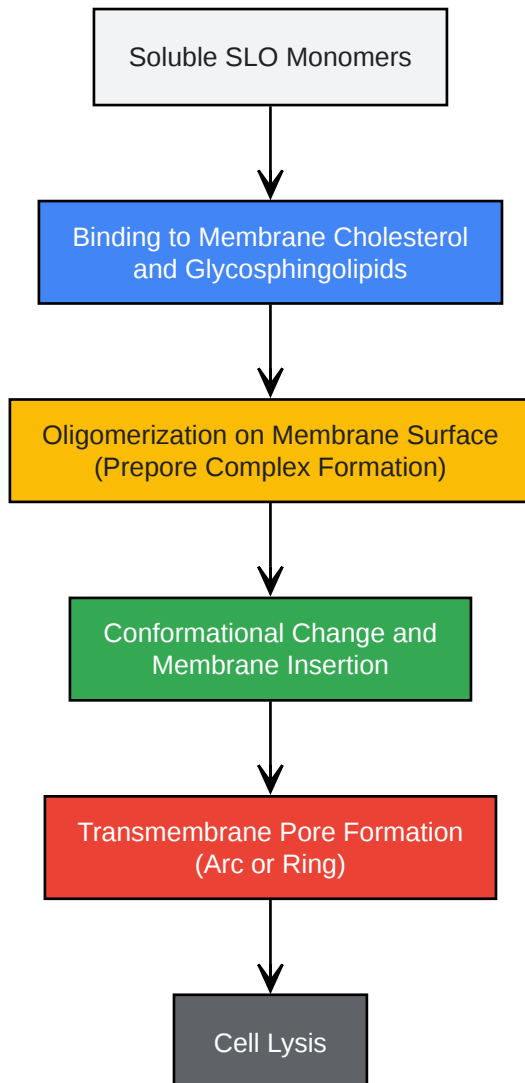 Soluble SLO Monomers
Binding to Membrane Cholesterol
and Glycosphingolipids
Oligomerization on Membrane Surface
(Prepore Complex Formation)
Conformational Change and
Membrane Insertion
Transmembrane Pore Formation
(Arc or Ring)
Cell Lysis